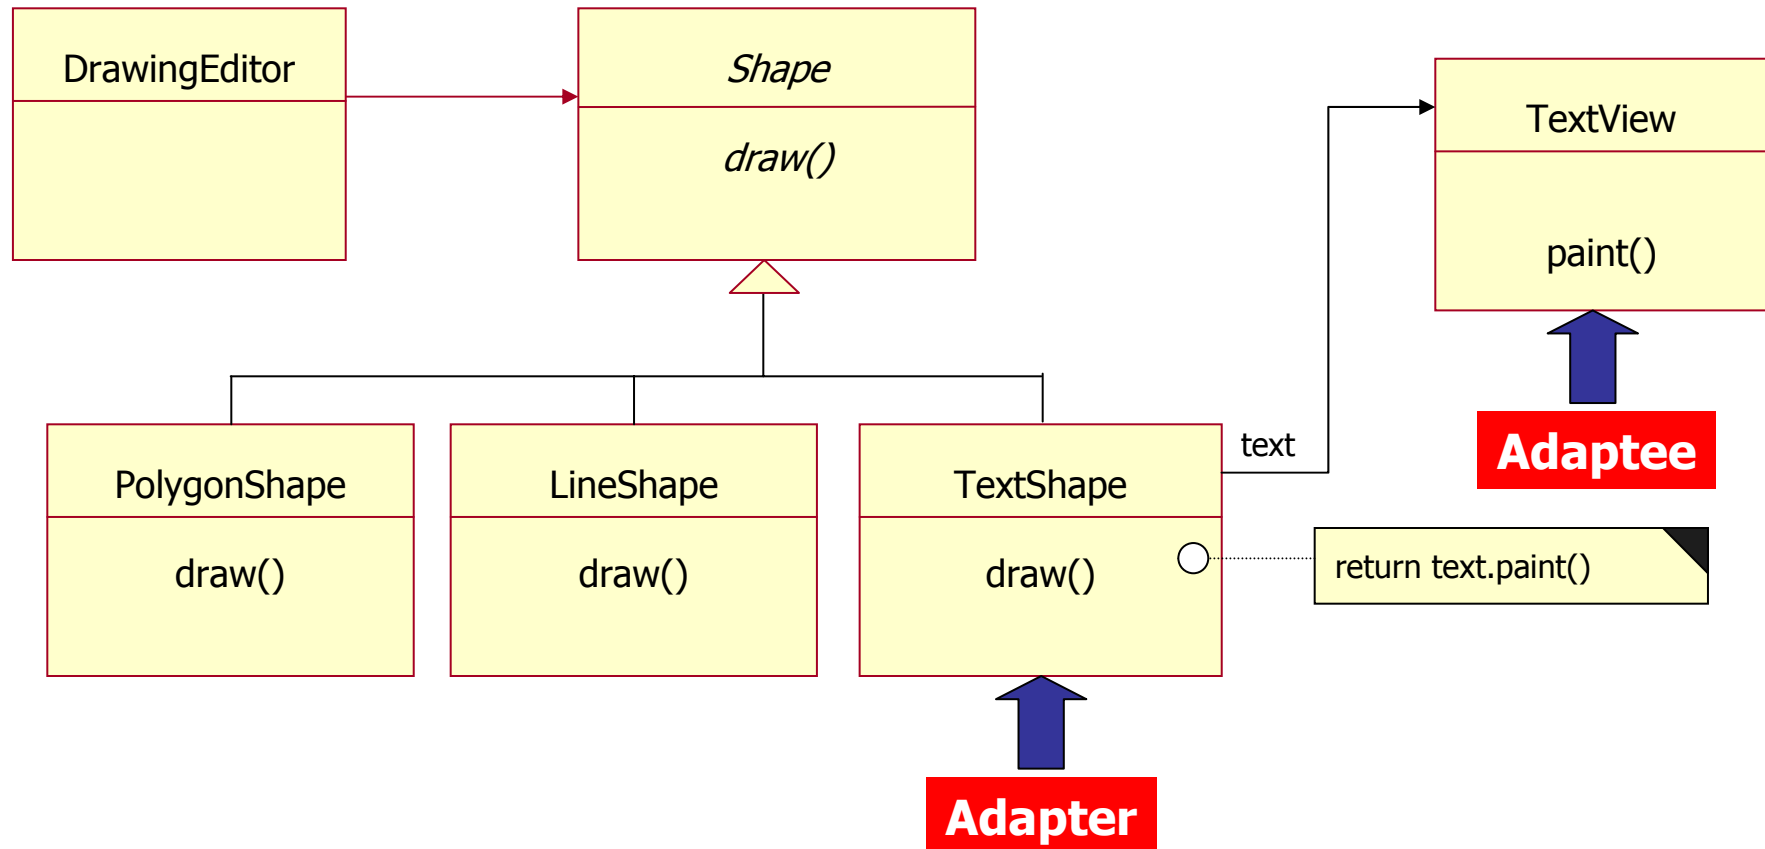 DrawingEditor
Shape
draw()
TextView
paint()
Adaptee
PolygonShape
draw()
LineShape
draw()
TextShape
draw()
text
return text.paint()
Adapter